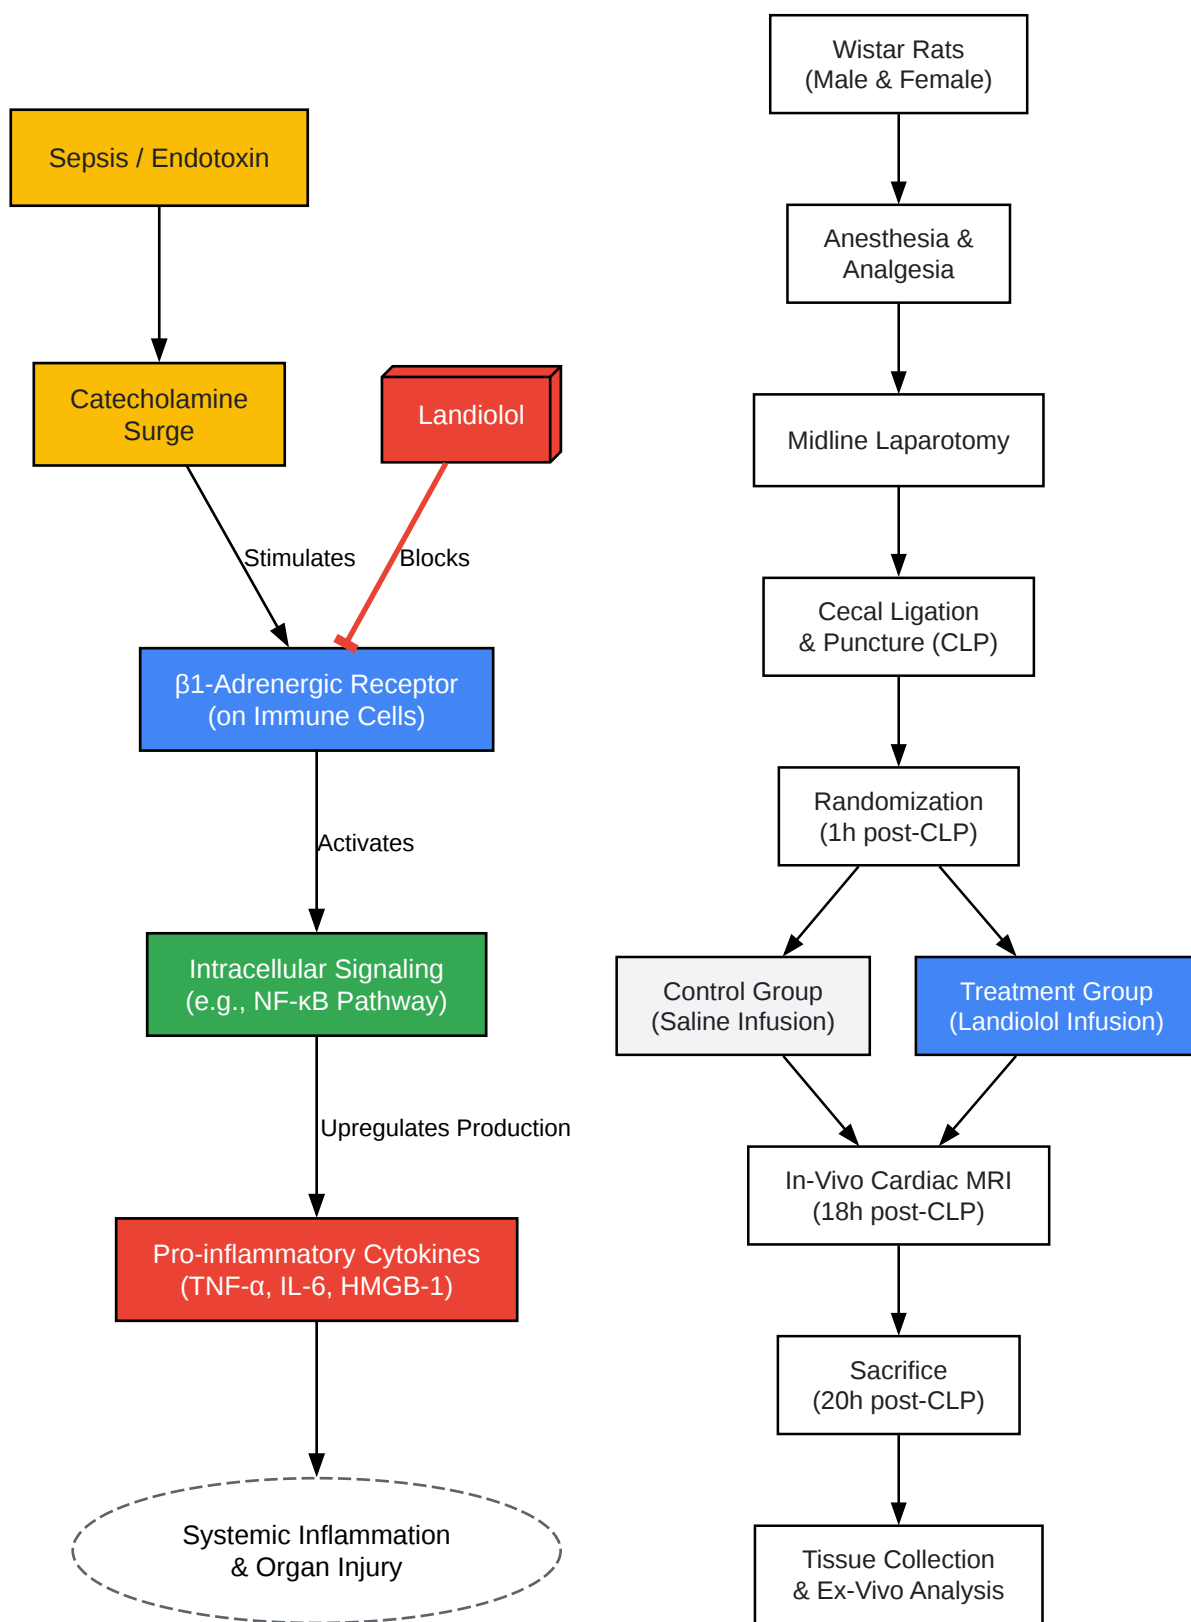 Sepsis / Endotoxin
Catecholamine
Surge
Landiolol
Stimulates
Blocks
β1-Adrenergic Receptor
(on Immune Cells)
Activates
Intracellular Signaling
(e.g., NF-κB Pathway)
Upregulates Production
Pro-inflammatory Cytokines
(TNF-α, IL-6, HMGB-1)
Systemic Inflammation
& Organ Injury
Wistar Rats
(Male & Female)
Anesthesia &
Analgesia
Midline Laparotomy
Cecal Ligation
& Puncture (CLP)
Randomization
(1h post-CLP)
Control Group
(Saline Infusion)
Treatment Group
(Landiolol Infusion)
In-Vivo Cardiac MRI
(18h post-CLP)
Sacrifice
(20h post-CLP)
Tissue Collection
& Ex-Vivo Analysis